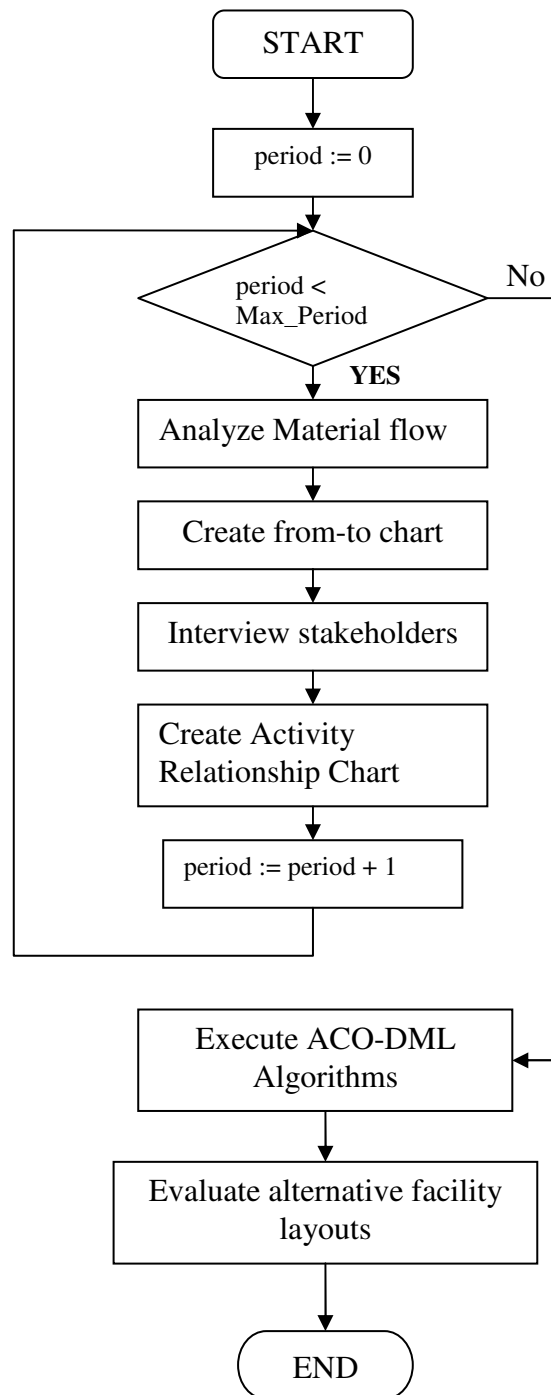 START
period := 0
period <
Max_Period
No
YES
Analyze Material flow
Create from-to chart
Interview stakeholders
Create Activity
Relationship Chart
period := period + 1
Execute ACO-DML
Algorithms
Evaluate alternative facility
layouts
END